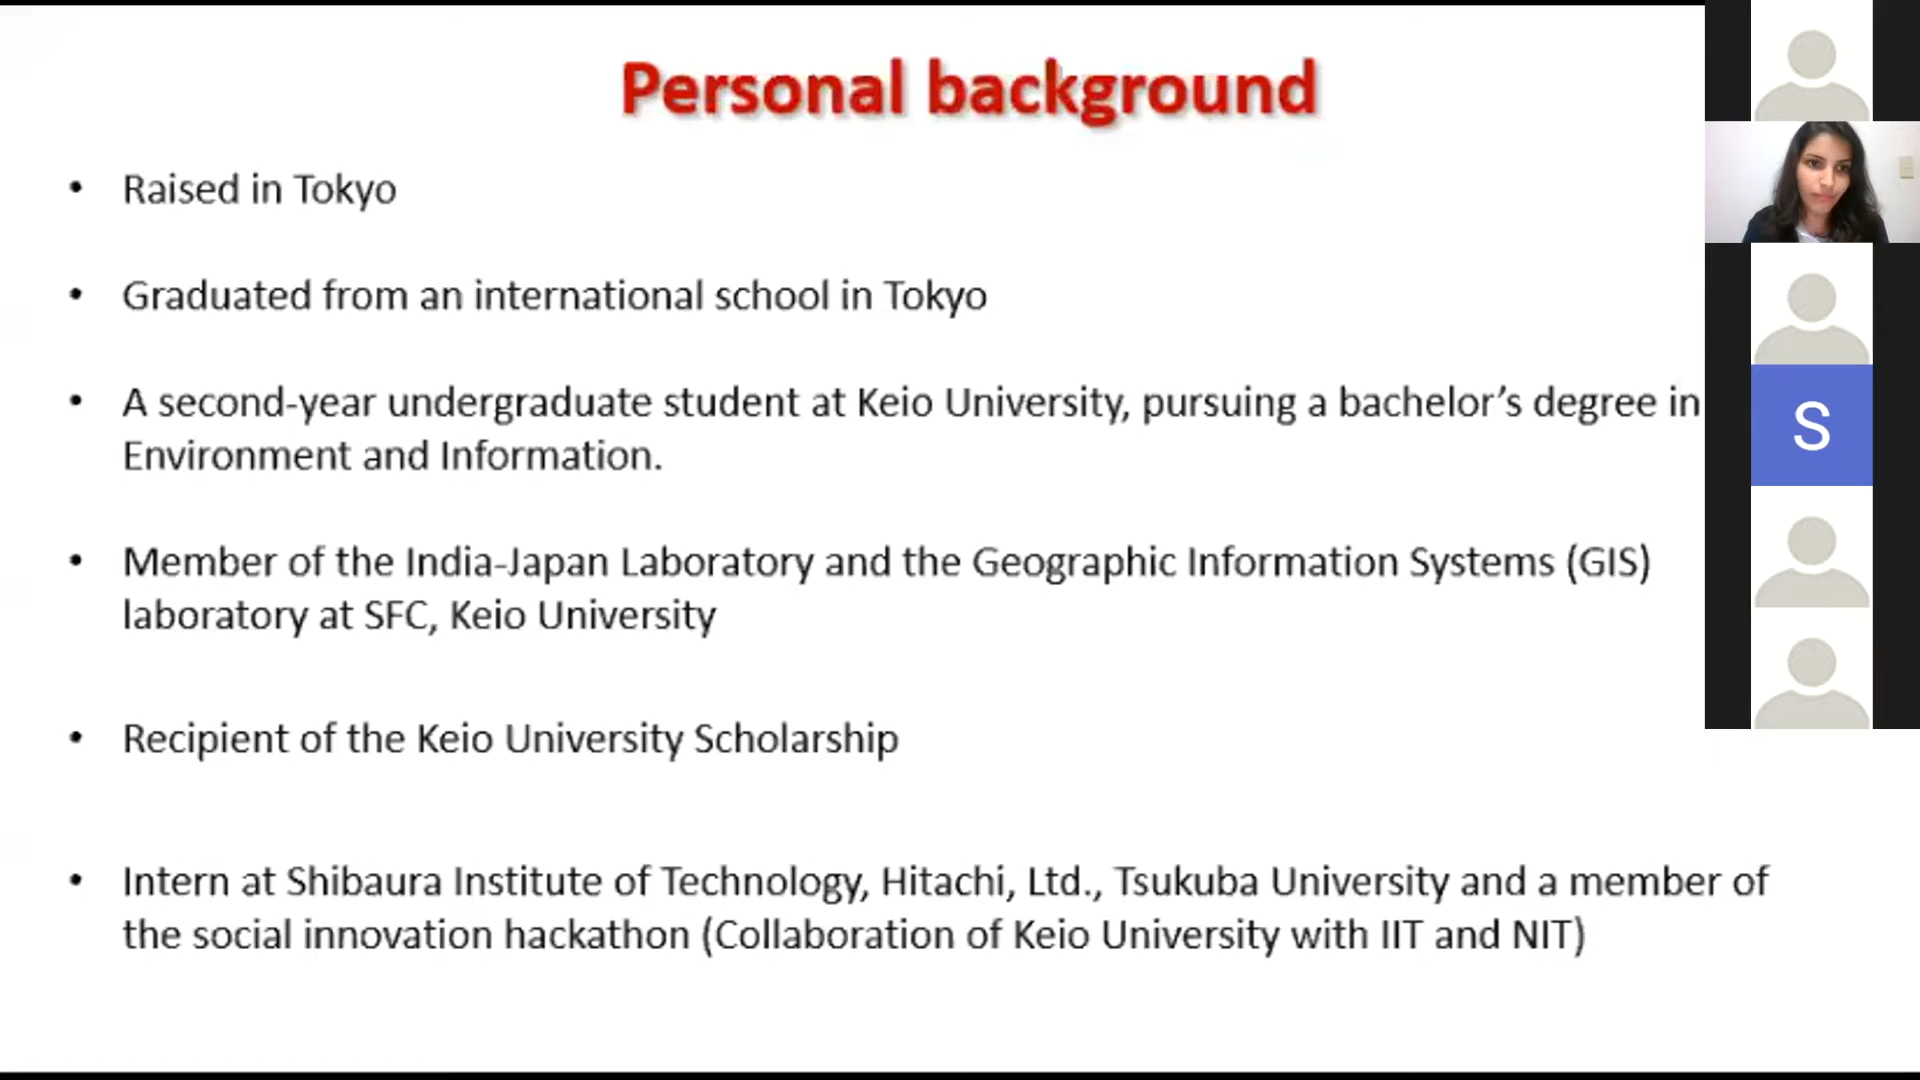 Personal background
• Raised in Tokyo
• Graduated from an international school in Tokyo
• A second-year undergraduate student at Keio University, pursuing a bachelor’s degree in
Environment and Information.
• Member of the India-Japan Laboratory and the Geographic Information Systems (GIS)
laboratory at SFC, Keio University
• Recipient of the Keio University Scholarship
• Intern at Shibaura Institute of Technology, Hitachi, Ltd., Tsukuba University and a member of
the social innovation hackathon (Collaboration of Keio University with IIT and NIT)
S